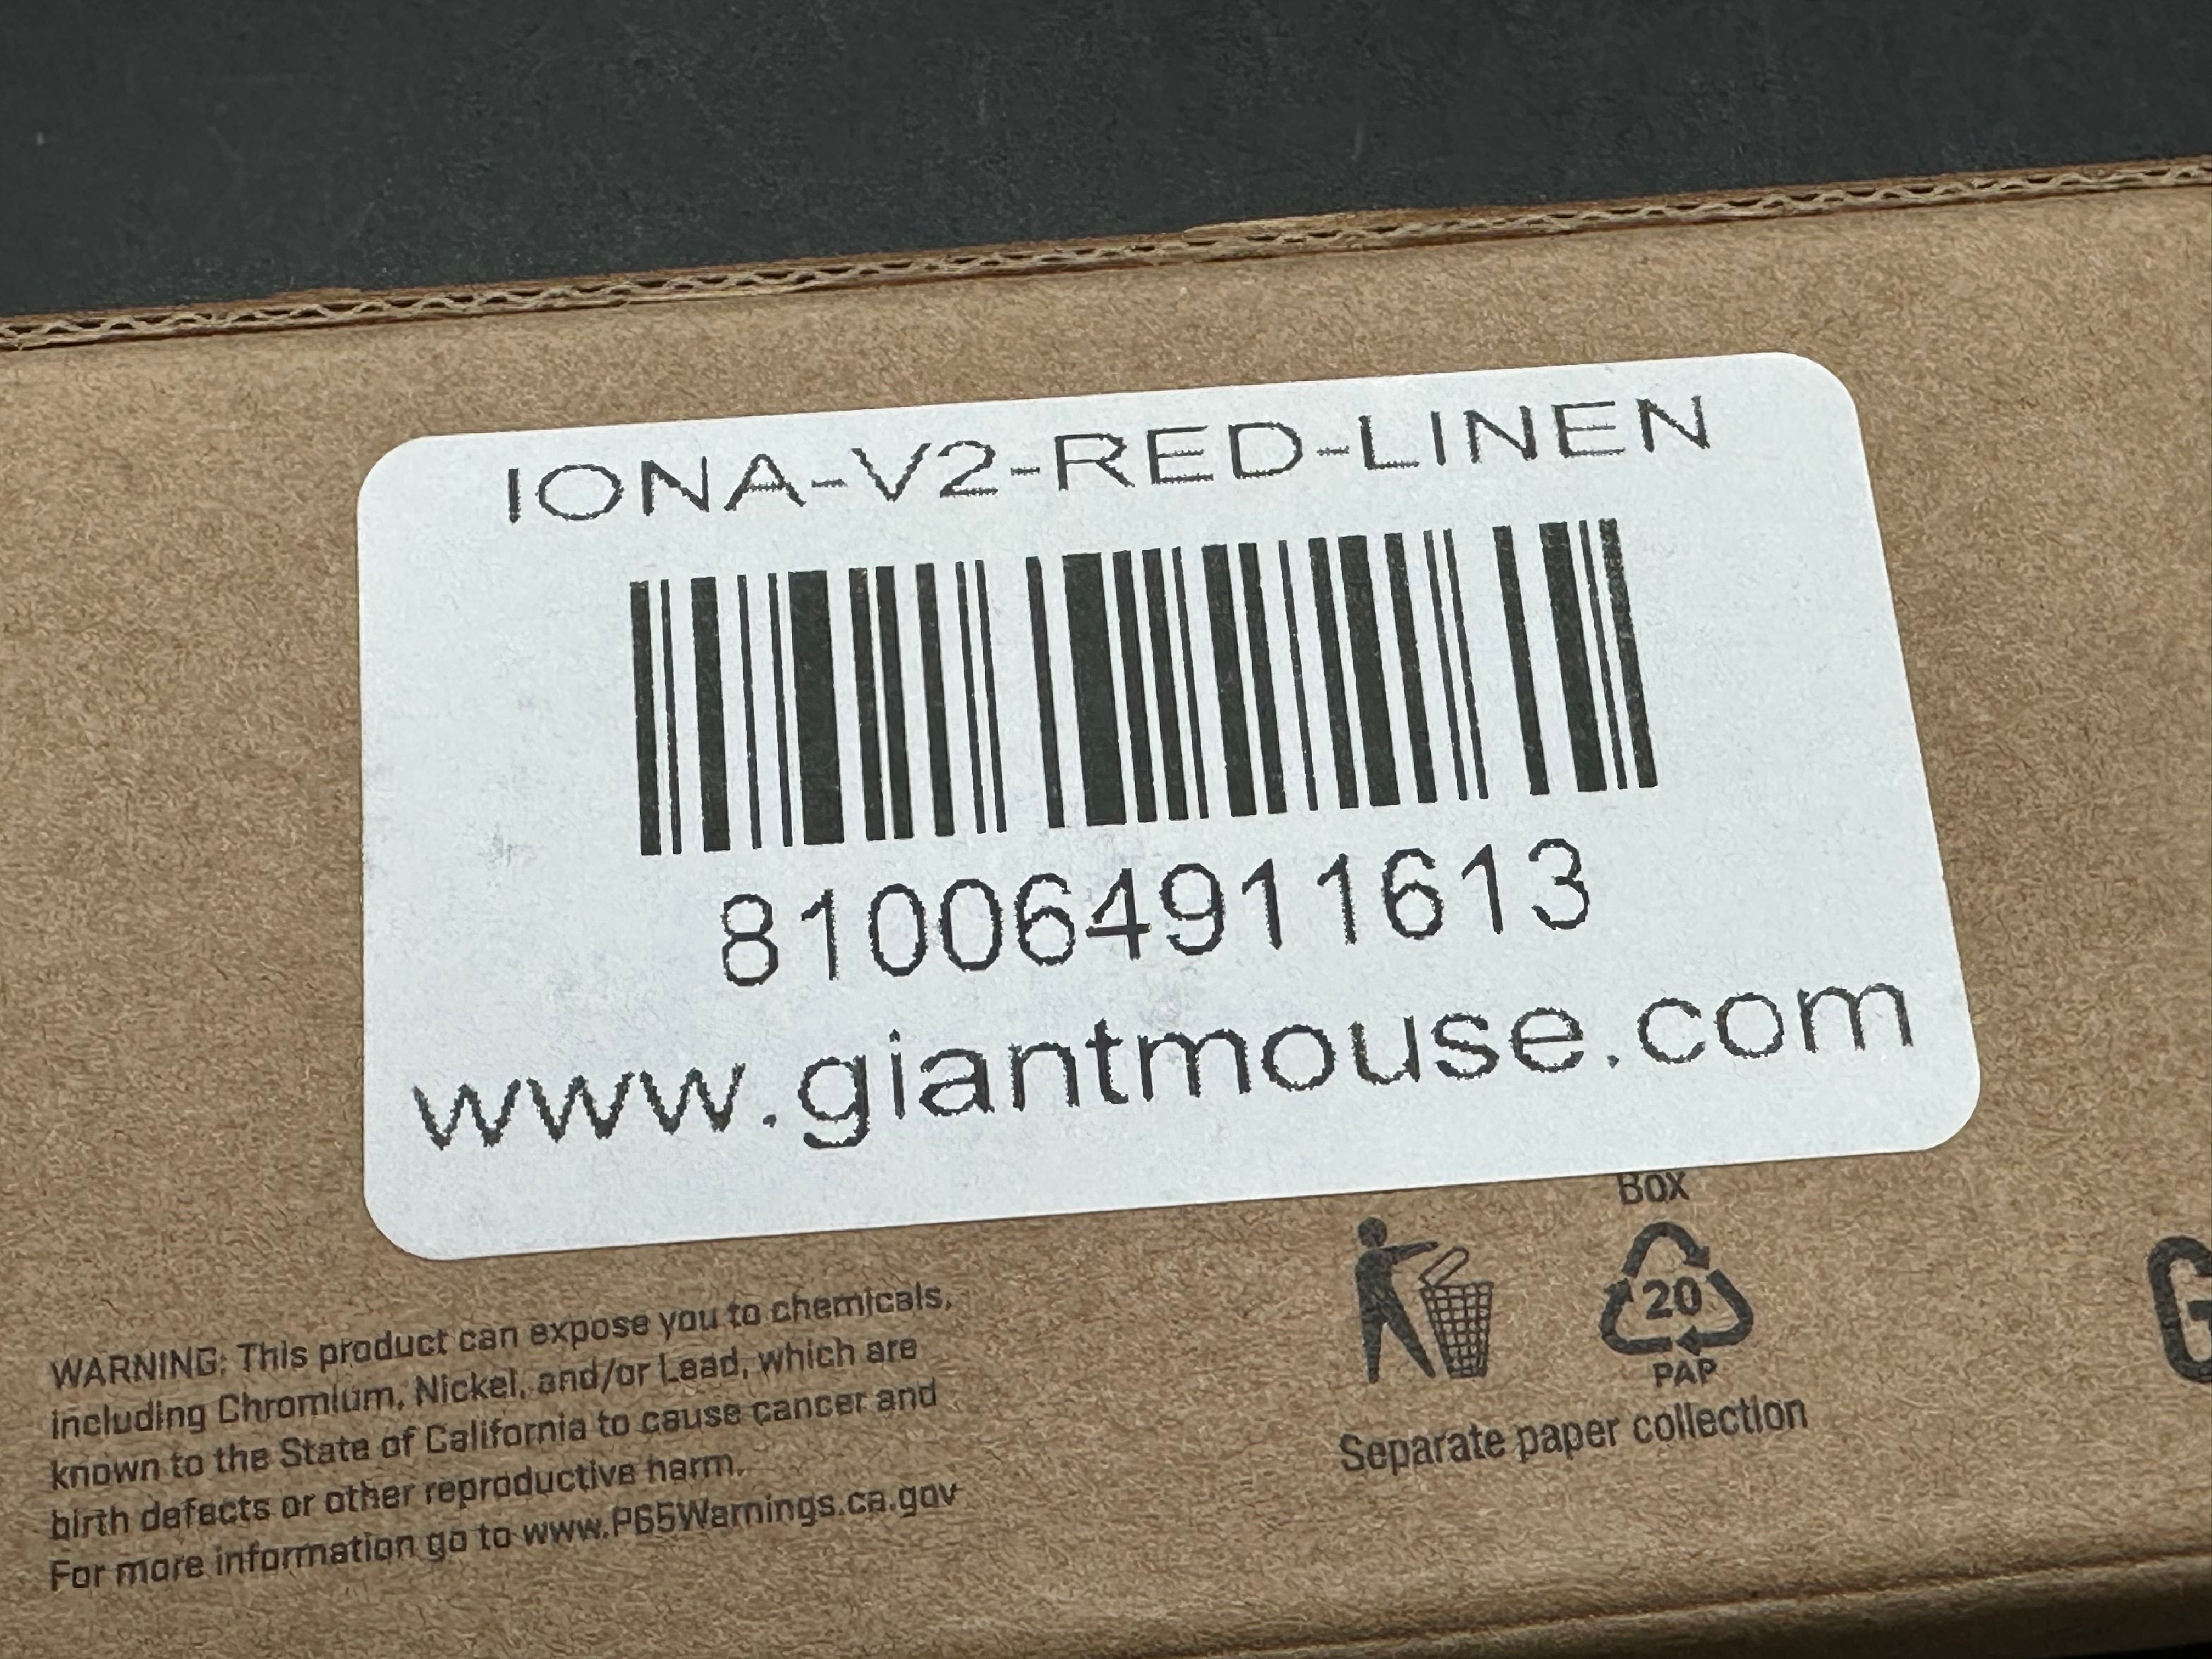 IONA-V2-RED-LINEN
810064911613
www.giantmouse.com
Box
20
PAP
Separate paper collection
G
WARNING: This product can expose you to chemicals,
including Chromium, Nickel, and/or Lead, which are
known to the State of California to cause cancer and
birth defects or other reproductive harm.
For more information go to www.P65Warnings.ca.gov